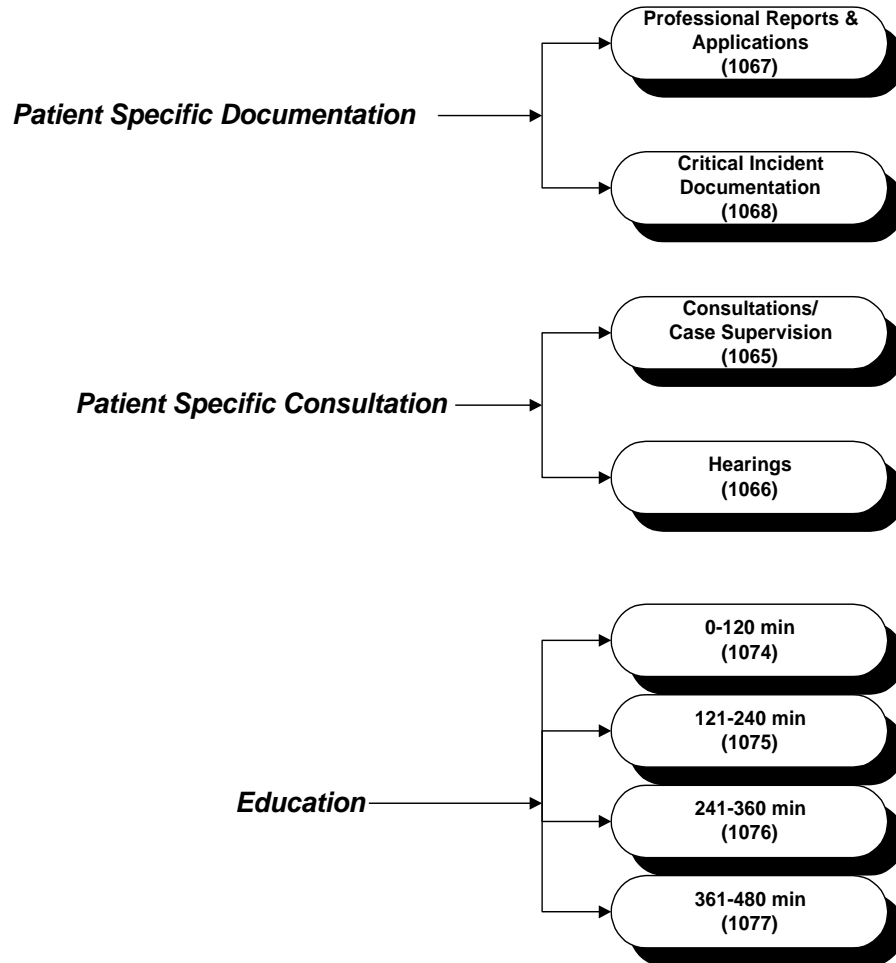 Professional Reports &
Applications
(1067)
Patient Specific Documentation
Critical Incident
Documentation
(1068)
Consultations/
Case Supervision
(1065)
Patient Specific Consultation
Hearings
(1066)
0-120 min
(1074)
121-240 min
(1075)
Education
241-360 min
(1076)
361-480 min
(1077)